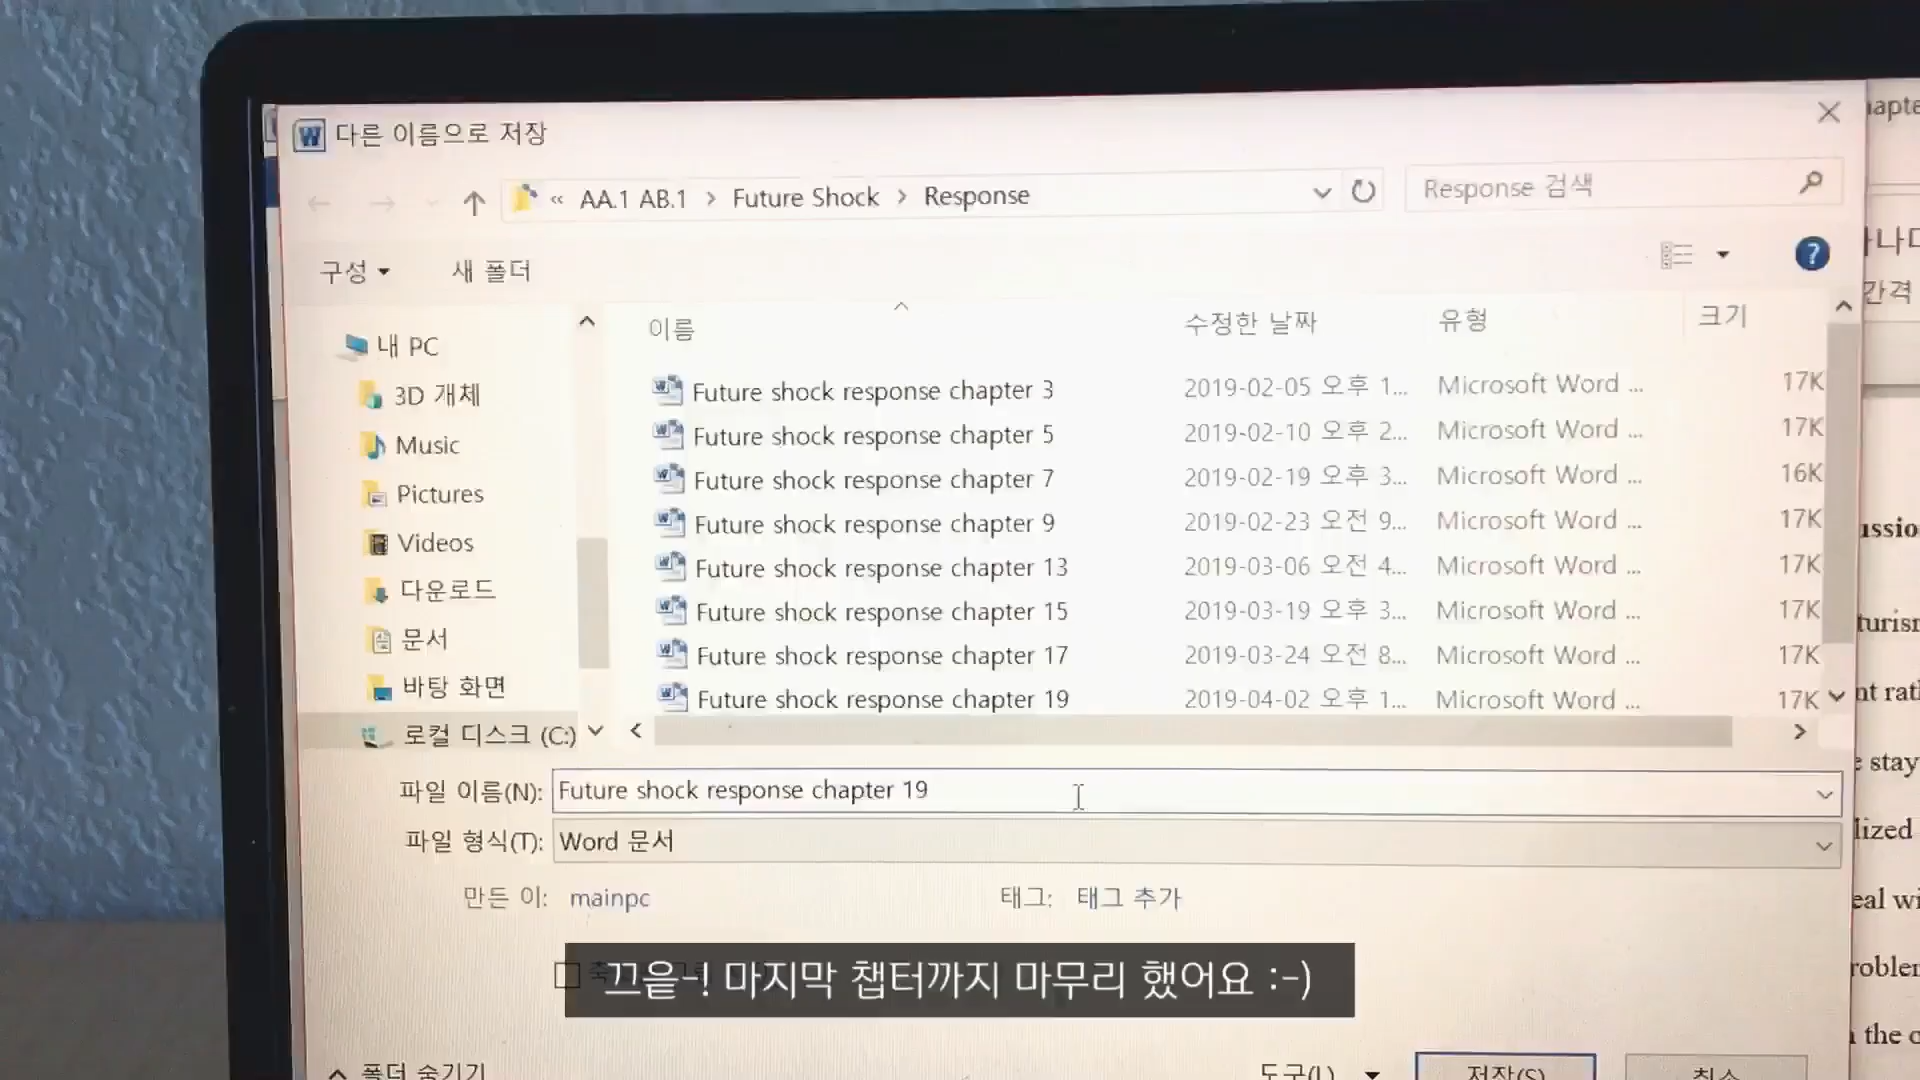 다른 이름으로 저장
« AA.1 AB.1 > Future Shock > Response
Response 검색
구성
새 폴더
이름
수정한 날짜
유형
크기
내 PC
3D 개체
Music
Pictures
Videos
다운로드
문서
바탕 화면
로컬 디스크 (C:)
Future shock response chapter 3 2019-02-05 오후 1... Microsoft Word ... 17K
Future shock response chapter 5 2019-02-10 오후 2... Microsoft Word ... 17K
Future shock response chapter 7 2019-02-19 오후 3... Microsoft Word ... 16K
Future shock response chapter 9 2019-02-23 오전 9... Microsoft Word ... 17K
Future shock response chapter 13 2019-03-06 오전 4... Microsoft Word ... 17K
Future shock response chapter 15 2019-03-19 오후 3... Microsoft Word ... 17K
Future shock response chapter 17 2019-03-24 오전 8... Microsoft Word ... 17K
Future shock response chapter 19 2019-04-02 오후 1... Microsoft Word ... 17K
파일 이름(N): Future shock response chapter 19
파일 형식(T): Word 문서
만든 이: mainpc
태그: 태그 추가
끄읕-! 마지막 챕터까지 마무리 했어요 :-)
폴더 숨기기
도구(L)
저장(S)
취소
간격
stay
the